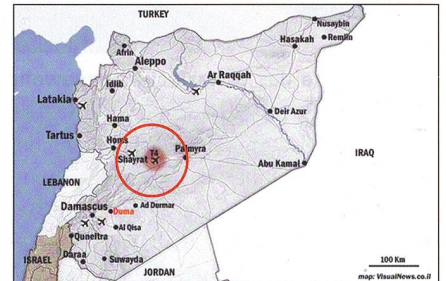 TURKEY
Nusaybin
Hasakah
Remlin
Afrin
Aleppo
Idlib
Ar Raqqah
Latakia
Deir Azur
Hama
Tartus
Homs
Shayrat
T4
Palmyra
Abu Kamal
IRAQ
LEBANON
Damascus
Duma
Ad Durmar
Al Qisa
Quneitra
ISRAEL
Daraa
Suwayda
JORDAN
100 Km
map: VisualNews.co.il